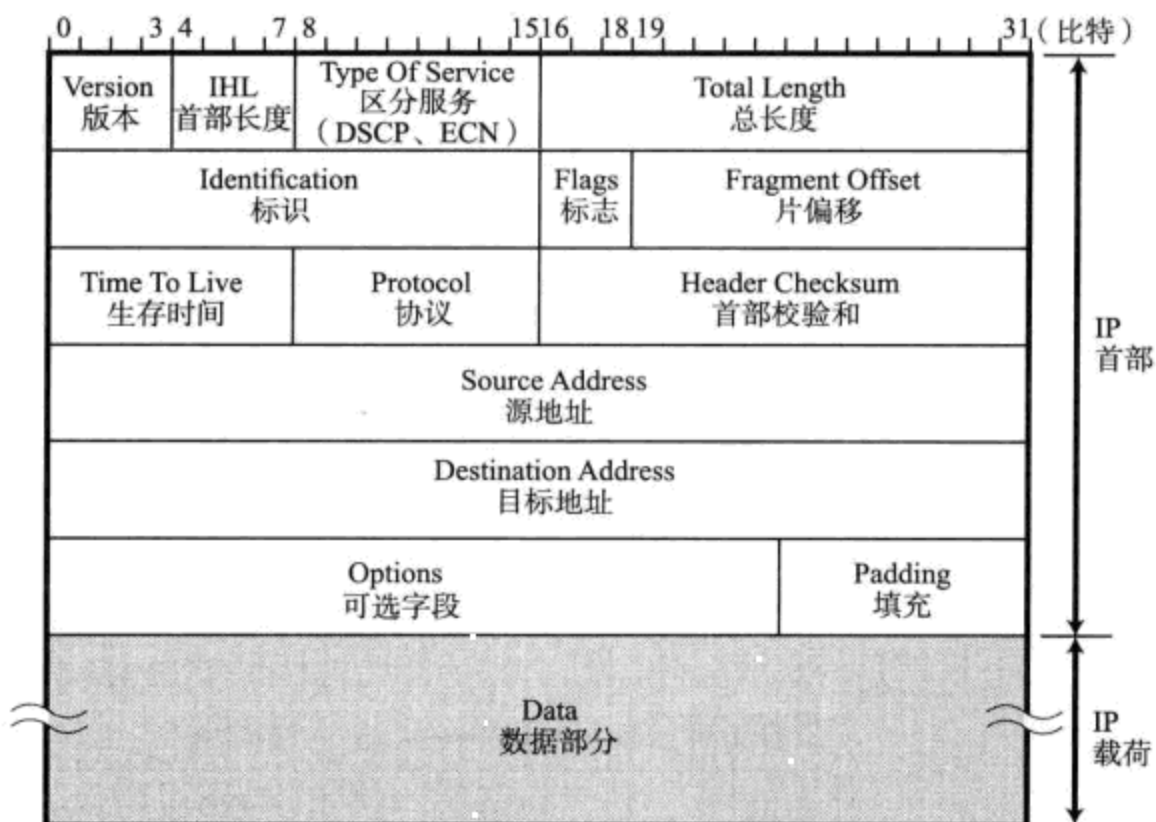 0 3 4 7 8 15 16 18 19 31（比特）
Version IHL Type Of Service Total Length
版本 首部长度 区分服务 总长度
（DSCP、ECN）
Identification Flags Fragment Offset
标识 标志 片偏移
Time To Live Protocol Header Checksum
生存时间 协议 首部校验和
IP
首部
Source Address
源地址
Destination Address
目标地址
Options Padding
可选字段 填充
Data
数据部分
IP
载荷